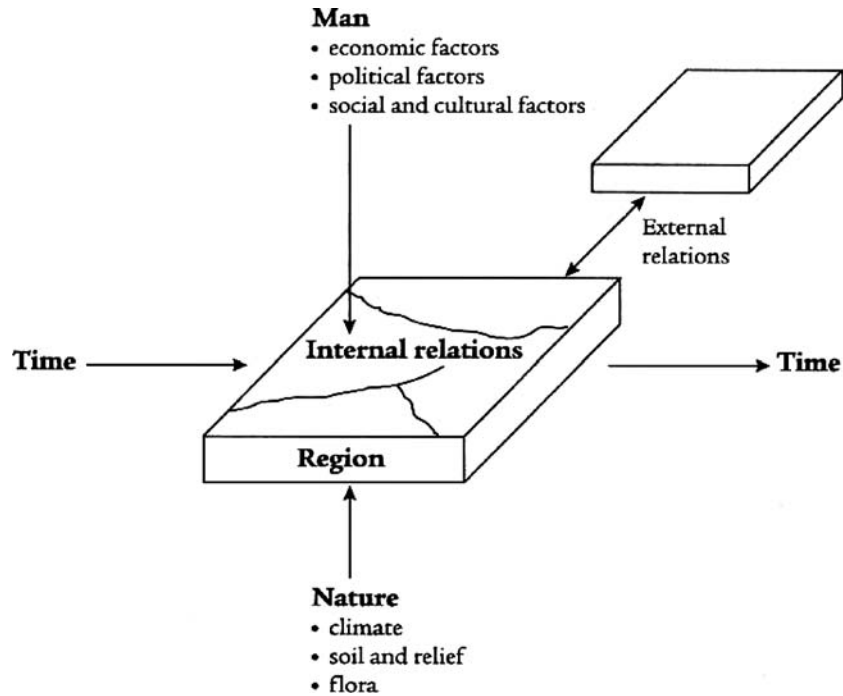 Man
• economic factors
• political factors
• social and cultural factors
External
relations
Internal relations
Time
Time
Region
Nature
• climate
• soil and relief
• flora